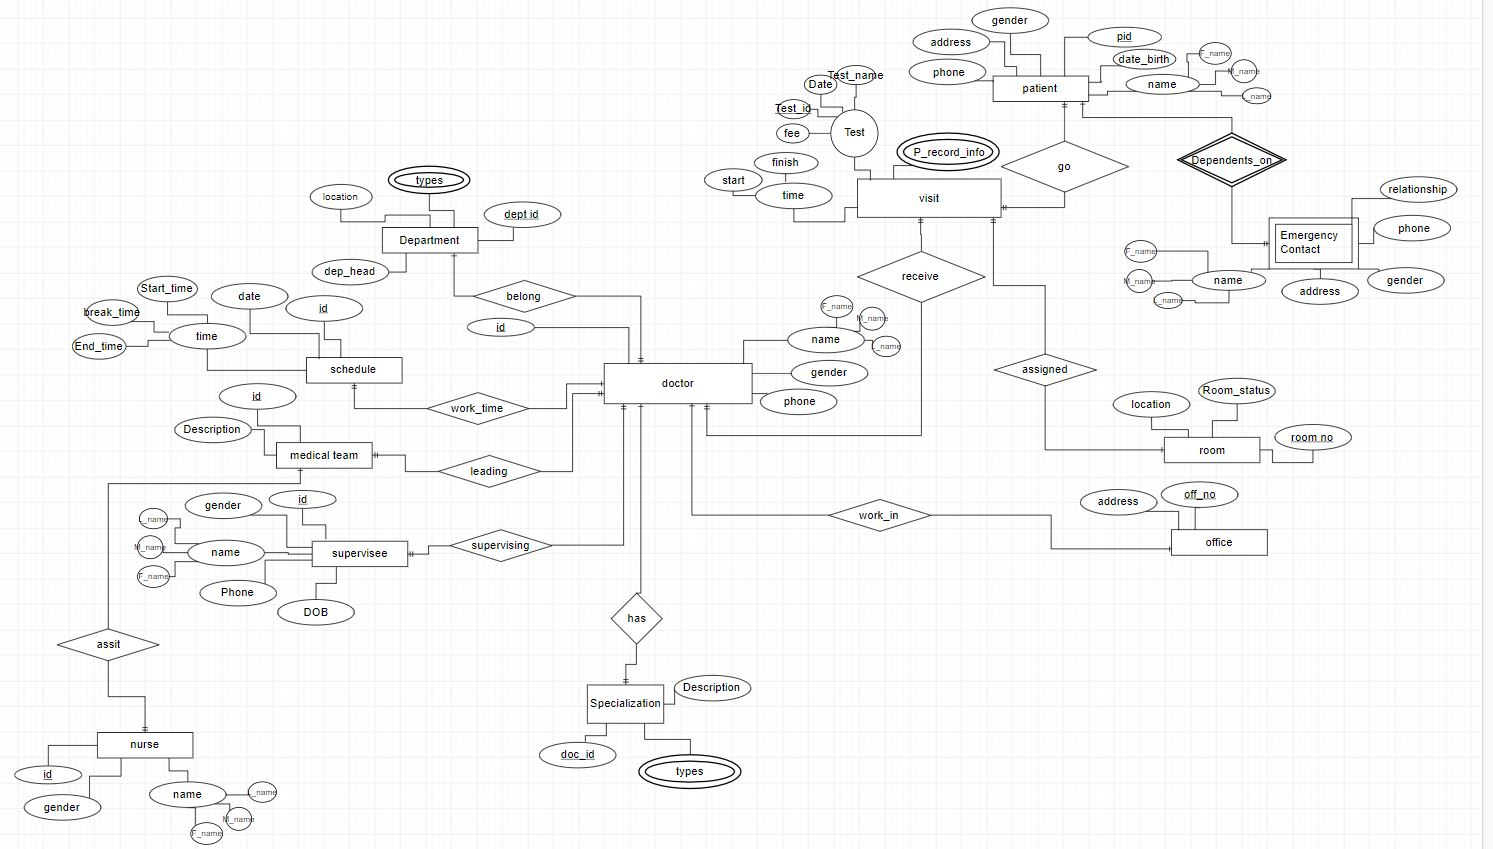 gender
pid
address
date_birth
F_name
phone
M_name
name
L_name
patient
Test_name
Date
Test_id
fee
Test
P_record_info
go
Dependents_on
finish
start
time
visit
types
location
dept id
Department
dep_head
relationship
phone
Emergency
Contact
F_name
M_name
name
L_name
address
gender
receive
belong
Start_time
date
id
break_time
time
End_time
schedule
id
F_name
M_name
name
L_name
doctor
gender
phone
assigned
work_time
id
Description
medical team
leading
location
Room_status
room no
room
gender
id
L_name
M_name
name
F_name
supervisee
supervising
Phone
DOB
address
off_no
work_in
office
has
assit
Specialization
Description
doc_id
types
nurse
id
gender
name
L_name
M_name
F_name